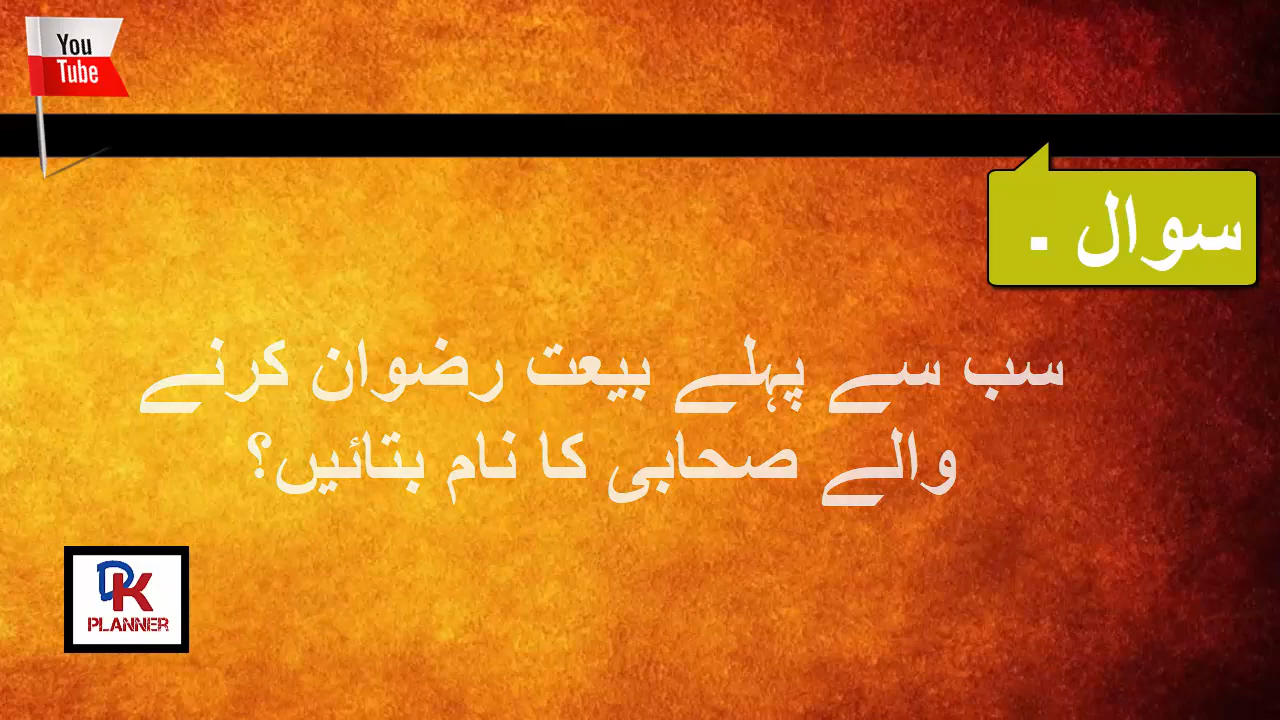 You
Tube
سوال .
سب سے پہلے بیعت رضوان کرنے
والے صحابی کا نام بتائیں؟
DK
PLANNER